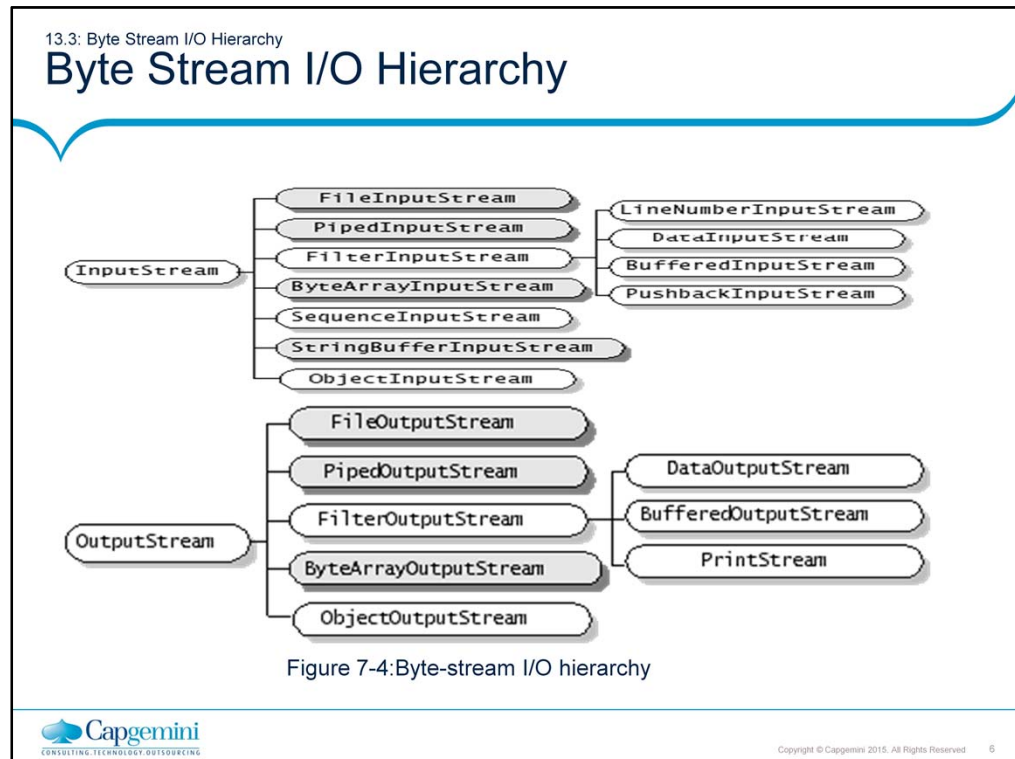 13.3: Byte Stream I/O Hierarchy
Byte Stream I/O Hierarchy
FileInputStream
PipedInputStream
FilterInputStream
ByteArrayInputStream
SequenceInputStream
StringBufferInputStream
ObjectInputStream
InputStream
LineNumberInputStream
DataInputStream
BufferedInputStream
PushbackInputStream
FileOutputStream
PipedOutputStream
FilterOutputStream
ByteArrayOutputStream
ObjectOutputStream
OutputStream
DataOutputStream
BufferedOutputStream
PrintStream
Figure 7-4:Byte-stream I/O hierarchy
Capgemini
CONSULTING.TECHNOLOGY.OUTSOURCING
Copyright © Capgemini 2015. All Rights Reserved 6